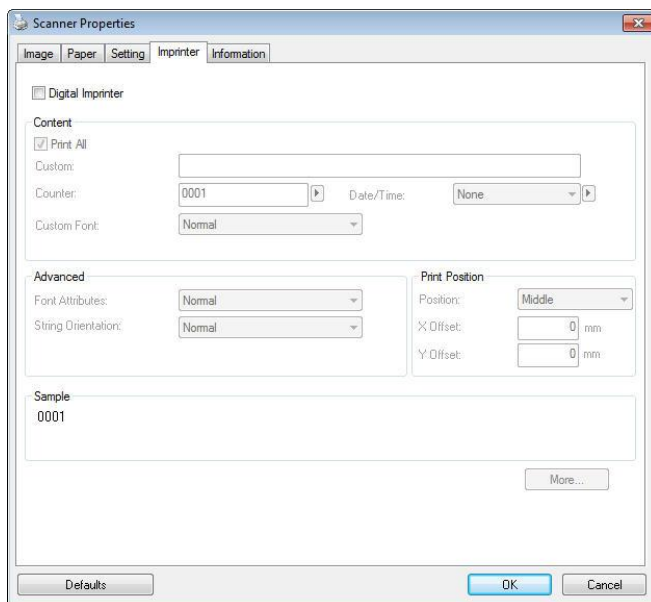 Scanner Properties
Image Paper Setting Imprinter Information
Digital Imprinter
Content
Print All
Custom:
Counter: 0001 Date/Time: None
Custom Font: Normal
Advanced
Font Attributes: Normal
String Orientation: Normal
Print Position
Position: Middle
X Offset: 0 mm
Y Offset: 0 mm
Sample
0001
More...
Defaults OK Cancel